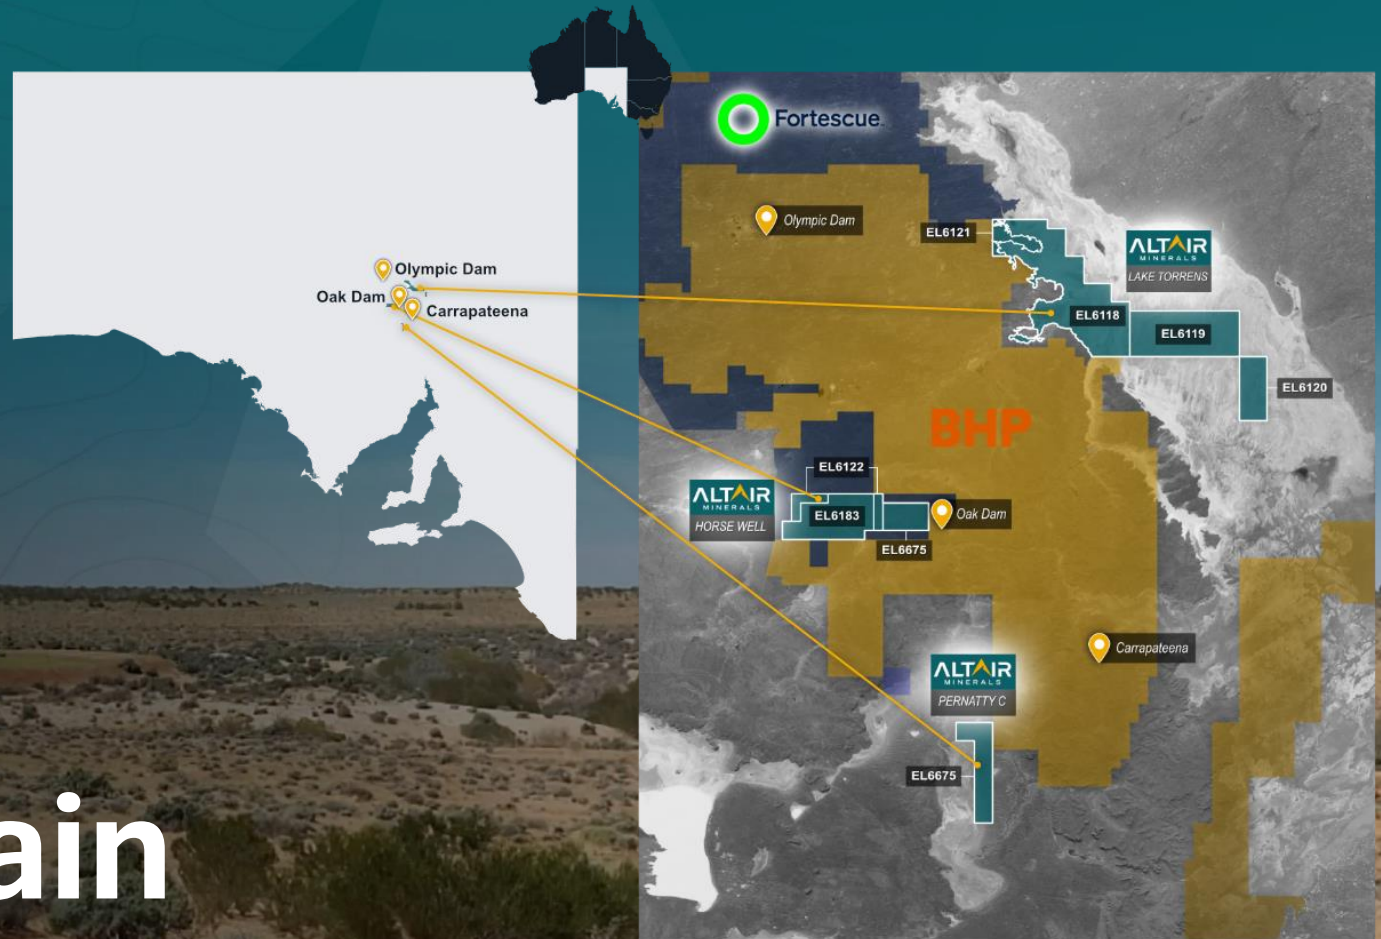 Fortescue
Olympic Dam
EL6121
ALTAIR
MINERALS
LAKE TORRENS
Olympic Dam
Oak Dam
Carrapateena
EL6118
EL6119
EL6120
BHP
EL6122
ALTAIR
MINERALS
HORSE WELL
EL6183
Oak Dam
EL6675
Carrapateena
ALTAIR
MINERALS
PERNATTY C
EL6675
ain